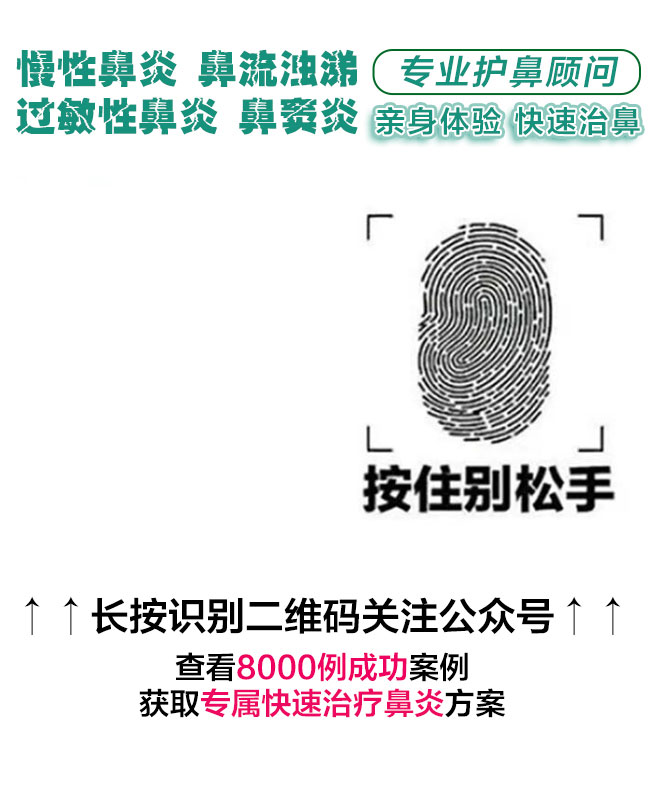 慢性鼻炎 鼻流浊涕
过敏性鼻炎 鼻窦炎
专业护鼻顾问
亲身体验 快速治鼻
按住别松手
↑ ↑长按识别二维码关注公众号↑ ↑
查看8000例成功案例
获取专属快速治疗鼻炎方案